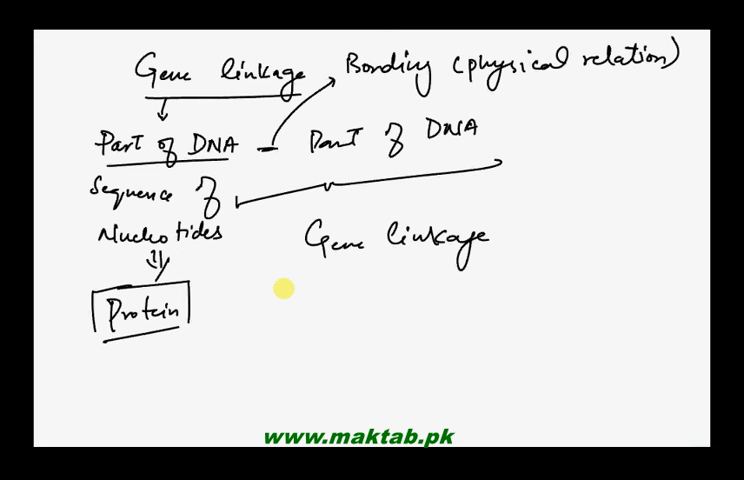 Gene linkage
Bonding (physical relation)
Part of DNA – Part of DNA
Sequence of
Nucleotides
Gene linkage
Protein
www.maktab.pk